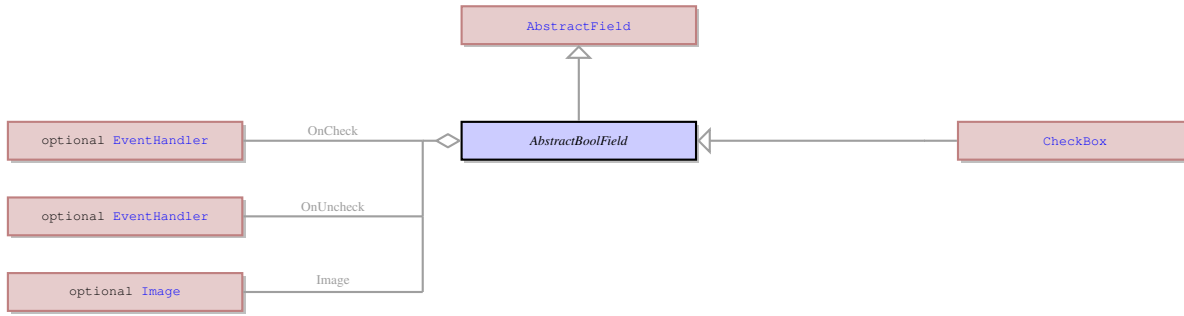 AbstractField
optional EventHandler
OnCheck
AbstractBoolField
CheckBox
optional EventHandler
OnUncheck
optional Image
Image